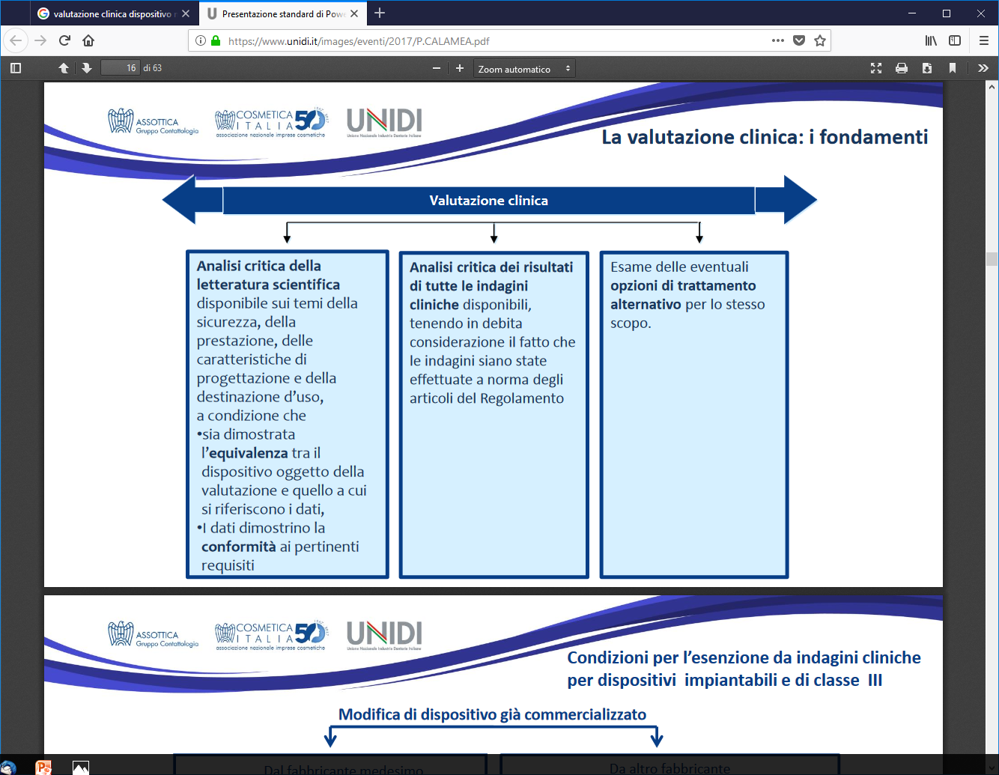 valutazione clinica dispositivo
Presentazione standard di Powe
https://www.unidi.it/images/eventi/2017/P.CALAMEA.pdf
16 di 63
Zoom automatico
ASSOTTICA
Gruppo Contattologia
COSMETICA
ITALIA
50
associazione nazionale imprese cosmetiche
UNIDI
Unione Nazionale Industrie Dentarie Italiane
La valutazione clinica: i fondamenti
Valutazione clinica
Analisi critica della
letteratura scientifica
disponibile sui temi della
sicurezza, della
prestazione, delle
caratteristiche di
progettazione e della
destinazione d’uso,
a condizione che
•sia dimostrata
l’equivalenza tra il
dispositivo oggetto della
valutazione e quello a cui
si riferiscono i dati,
•I dati dimostrino la
conformità ai pertinenti
requisiti
Analisi critica dei risultati
di tutte le indagini
cliniche disponibili,
tenendo in debita
considerazione il fatto che
le indagini siano state
effettuate a norma degli
articoli del Regolamento
Esame delle eventuali
opzioni di trattamento
alternativo per lo stesso
scopo.
ASSOTTICA
Gruppo Contattologia
COSMETICA
ITALIA
50
associazione nazionale imprese cosmetiche
UNIDI
Unione Nazionale Industrie Dentarie Italiane
Condizioni per l’esenzione da indagini cliniche
per dispositivi impiantabili e di classe III
Modifica di dispositivo già commercializzato
Dal fabbricante medesimo
Da altro fabbricante